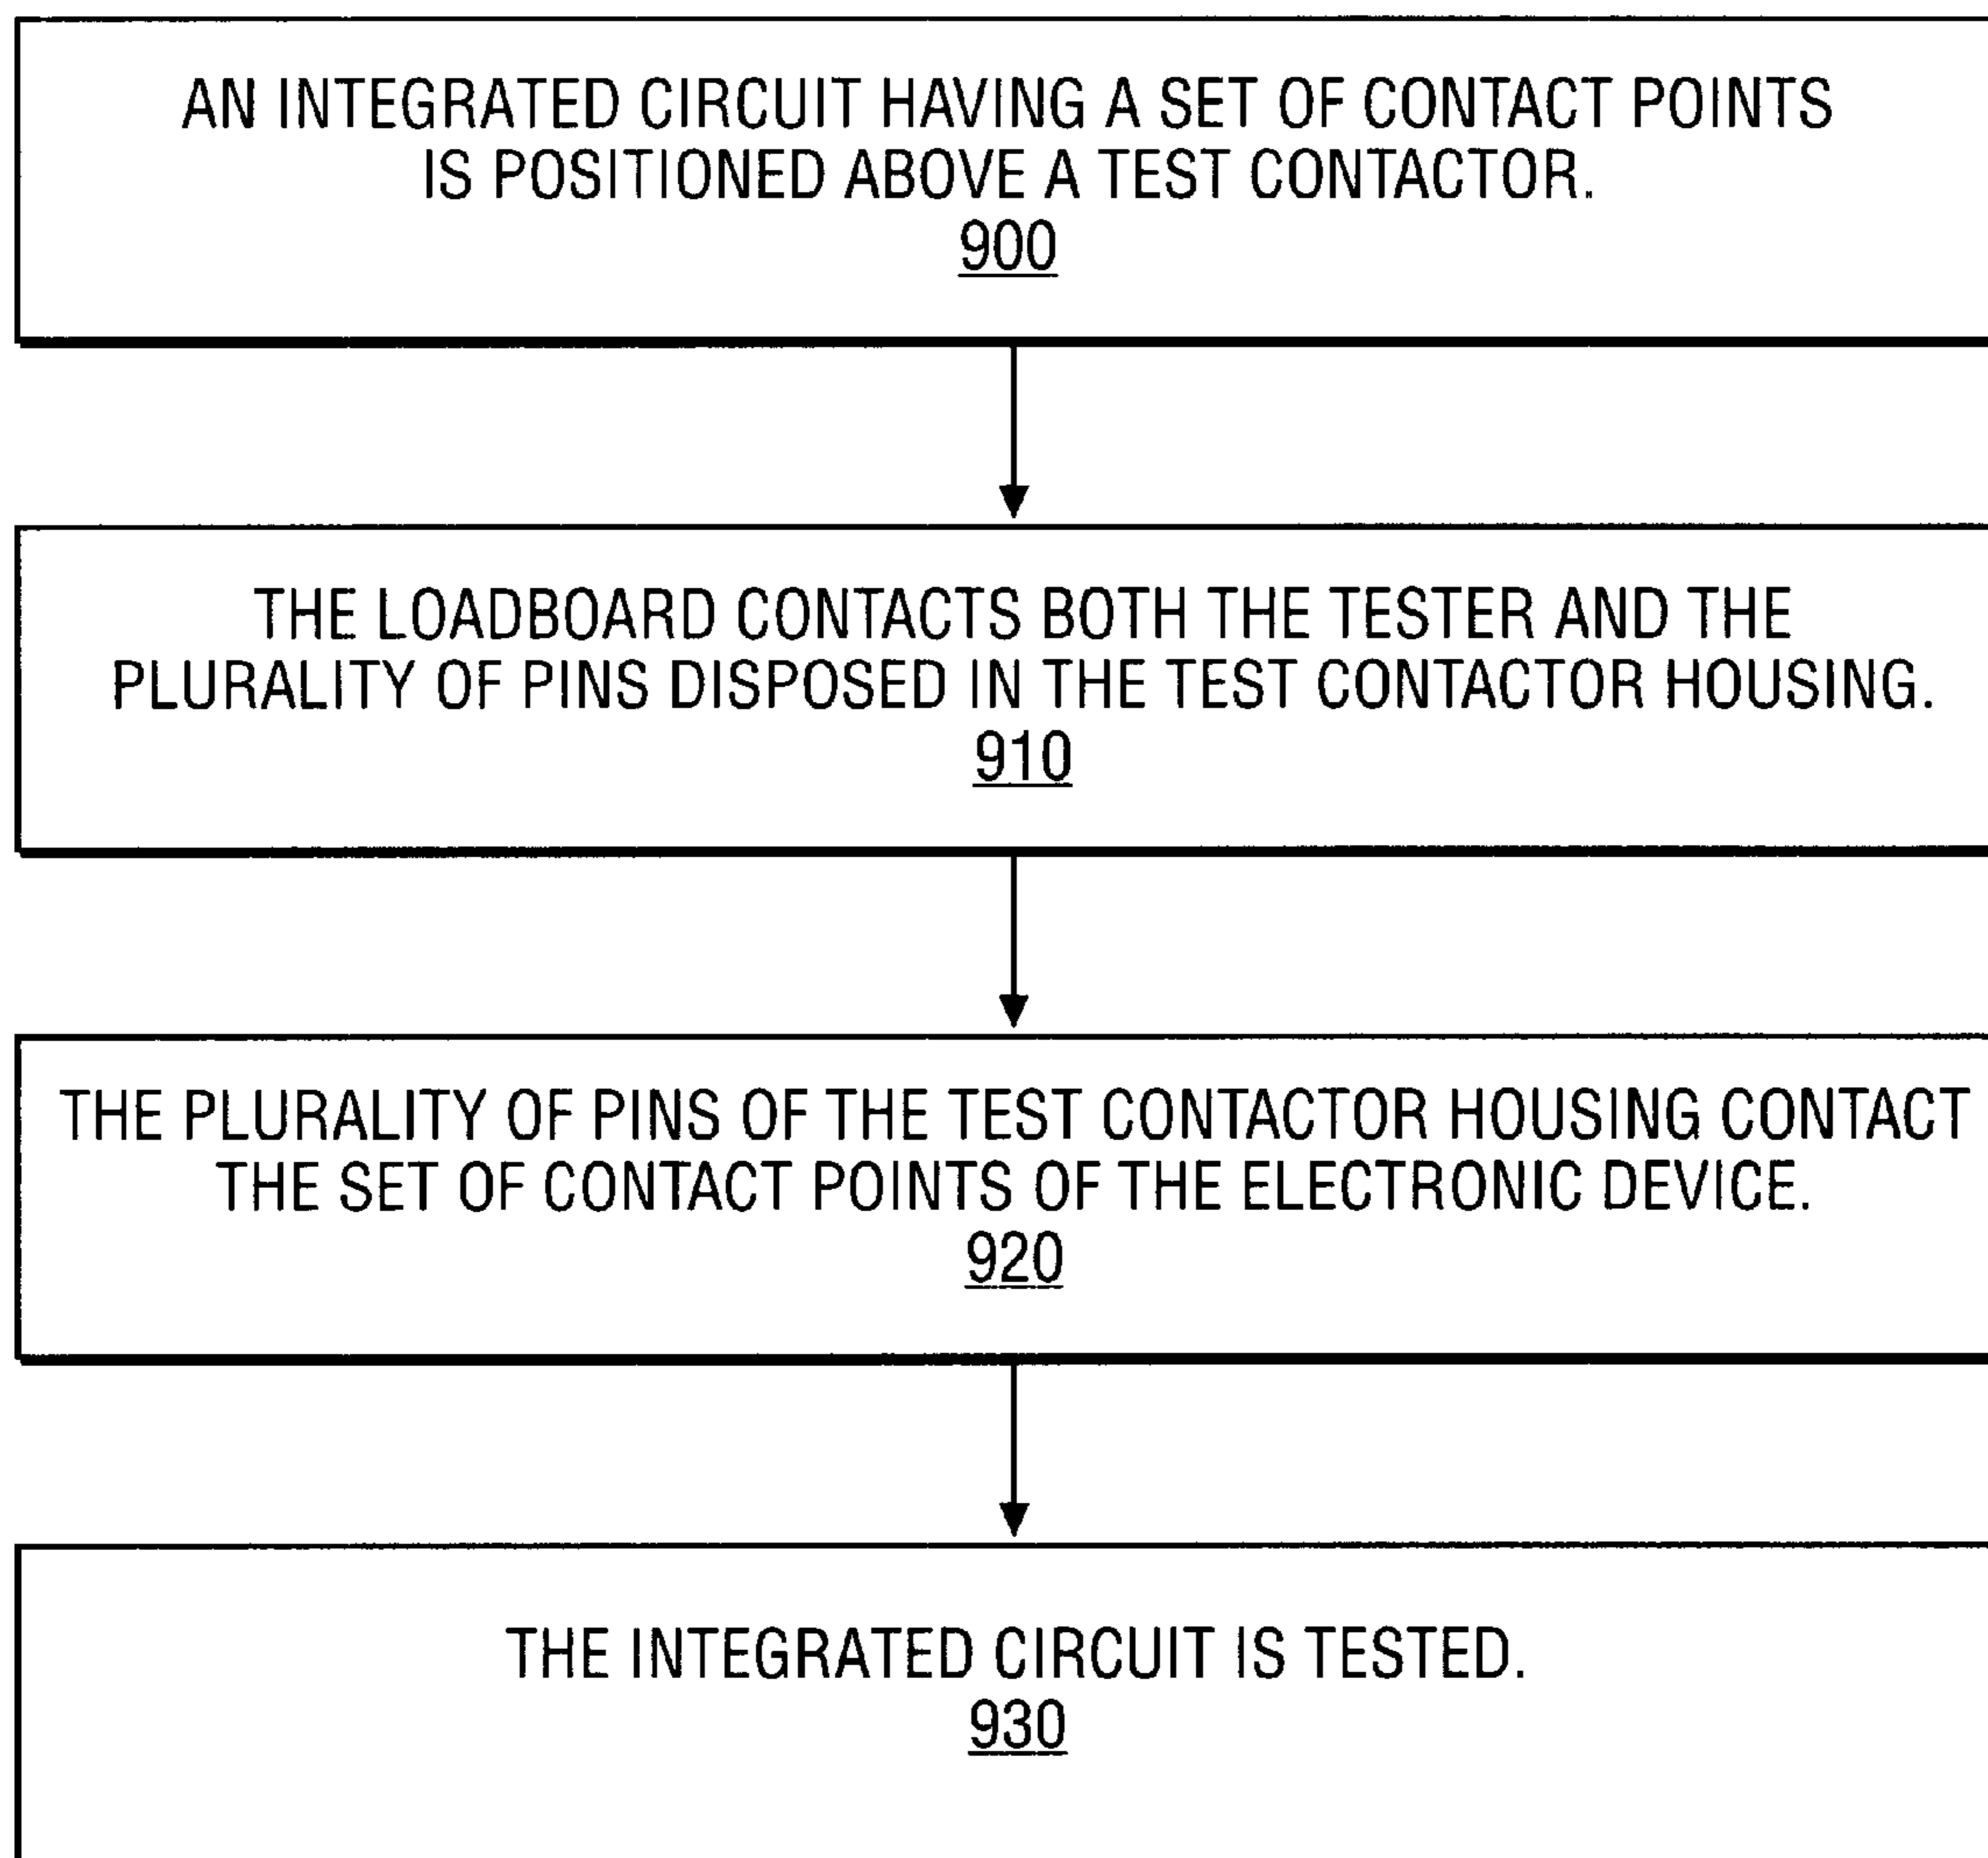 AN INTEGRATED CIRCUIT HAVING A SET OF CONTACT POINTS
IS POSITIONED ABOVE A TEST CONTACTOR.
900
THE LOADBOARD CONTACTS BOTH THE TESTER AND THE
PLURALITY OF PINS DISPOSED IN THE TEST CONTACTOR HOUSING.
910
THE PLURALITY OF PINS OF THE TEST CONTACTOR HOUSING CONTACT
THE SET OF CONTACT POINTS OF THE ELECTRONIC DEVICE.
920
THE INTEGRATED CIRCUIT IS TESTED.
930